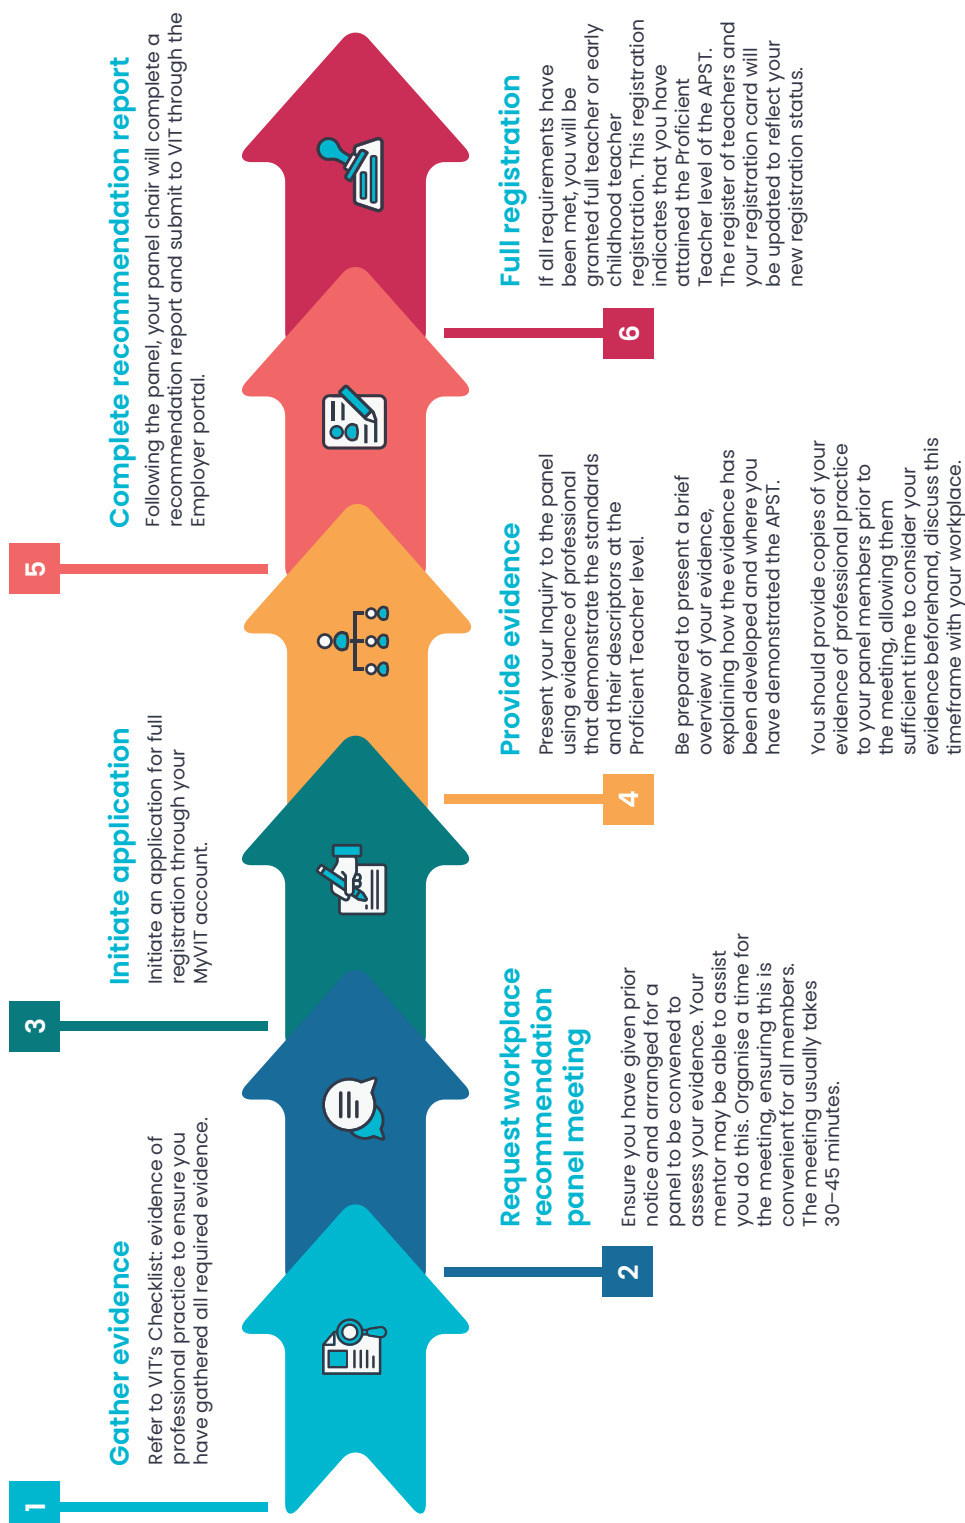 1
Gather evidence
Refer to VIT's Checklist: evidence of
professional practice to ensure you
have gathered all required evidence.
2
Request workplace
recommendation
panel meeting
Ensure you have given prior
notice and arranged for a
panel to be convened to
assess your evidence. Your
mentor may be able to assist
you do this. Organise a time for
the meeting, ensuring this is
convenient for all members.
The meeting usually takes
30–45 minutes.
3
Initiate application
Initiate an application for full
registration through your
MyVIT account.
4
Provide evidence
Present your Inquiry to the panel
using evidence of professional
that demonstrate the standards
and their descriptors at the
Proficient Teacher level.
Be prepared to present a brief
overview of your evidence,
explaining how the evidence has
been developed and where you
have demonstrated the APST.
You should provide copies of your
evidence of professional practice
to your panel members prior to
the meeting, allowing them
sufficient time to consider your
evidence beforehand, discuss this
timeframe with your workplace.
5
Complete recommendation report
Following the panel, your panel chair will complete a
recommendation report and submit to VIT through the
Employer portal.
6
Full registration
If all requirements have
been met, you will be
granted full teacher or early
childhood teacher
registration. This registration
indicates that you have
attained the Proficient
Teacher level of the APST.
The register of teachers and
your registration card will
be updated to reflect your
new registration status.